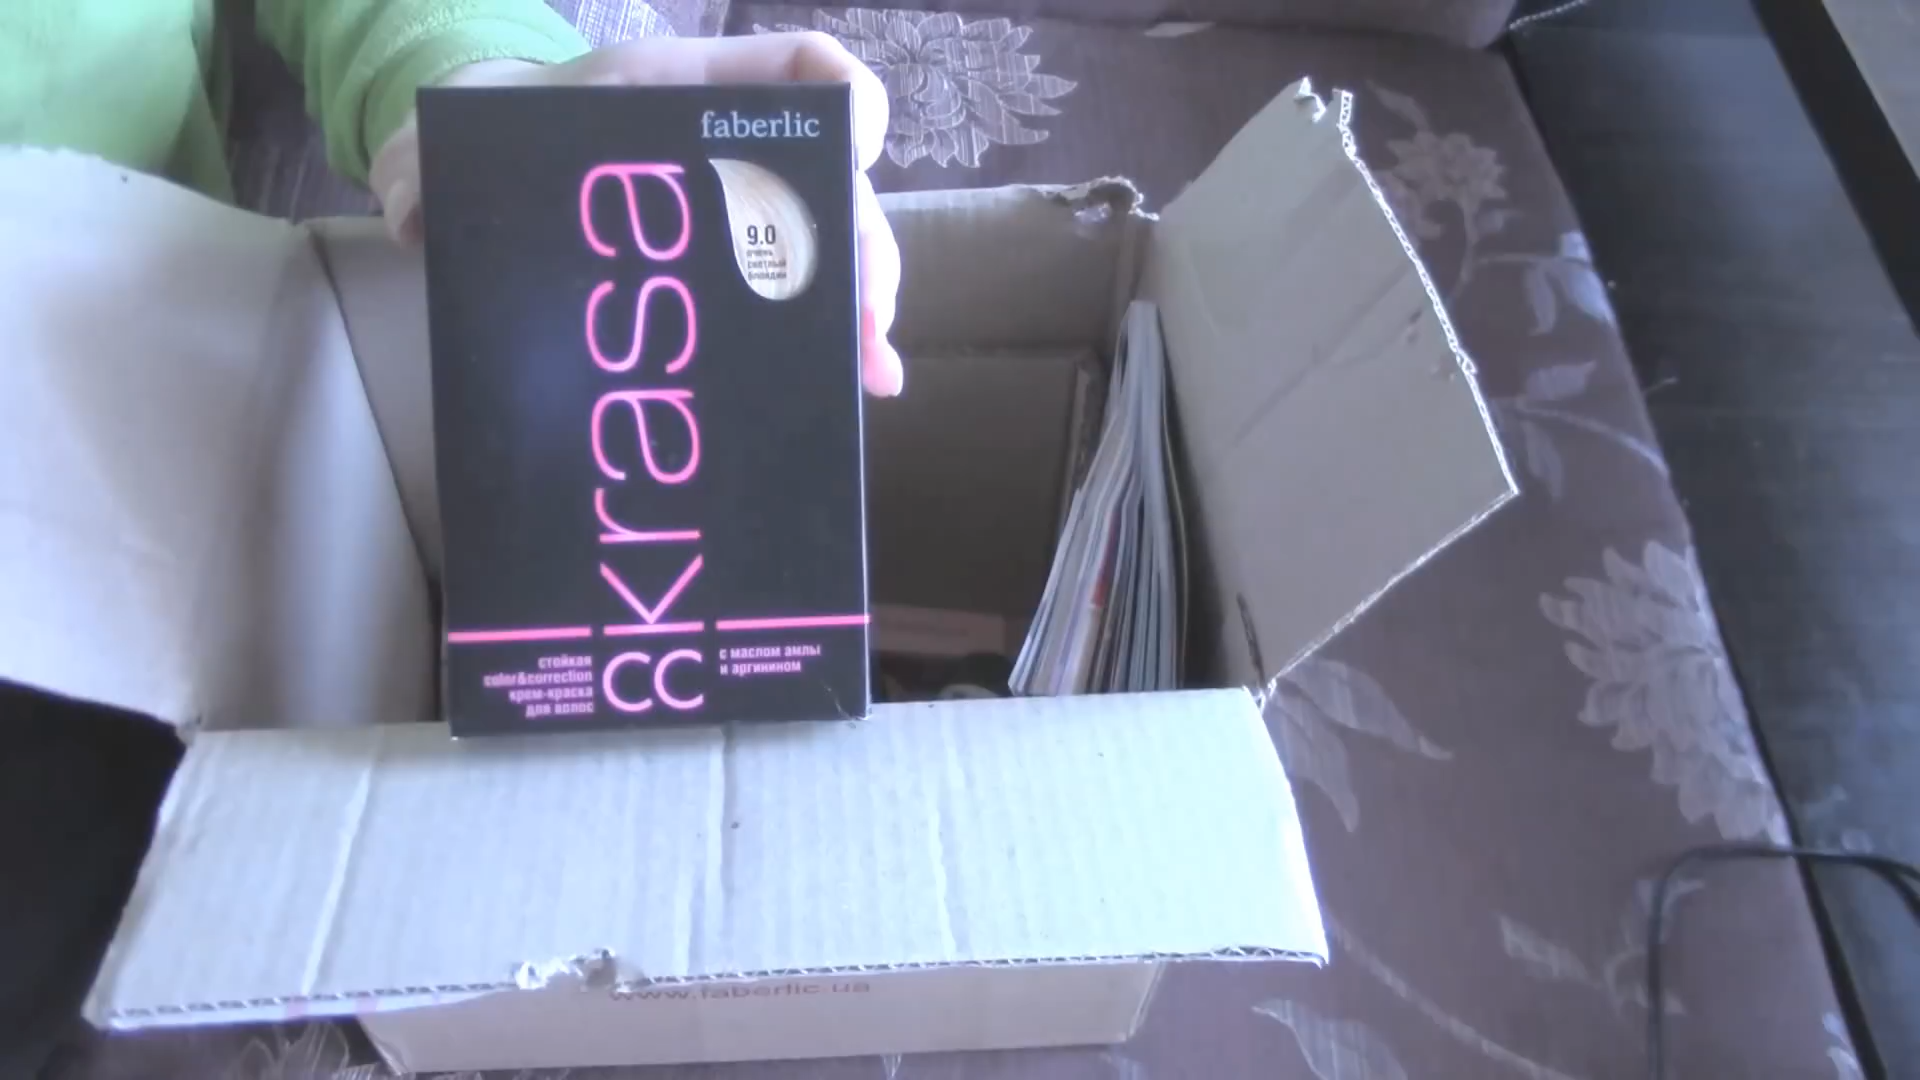 faberlic
9.0
очень
светлый
блондин
krasa
стойкая
color&correction
крем-краска
для волос
cc
с маслом амлы
и аргинином
www.faberlic.ua